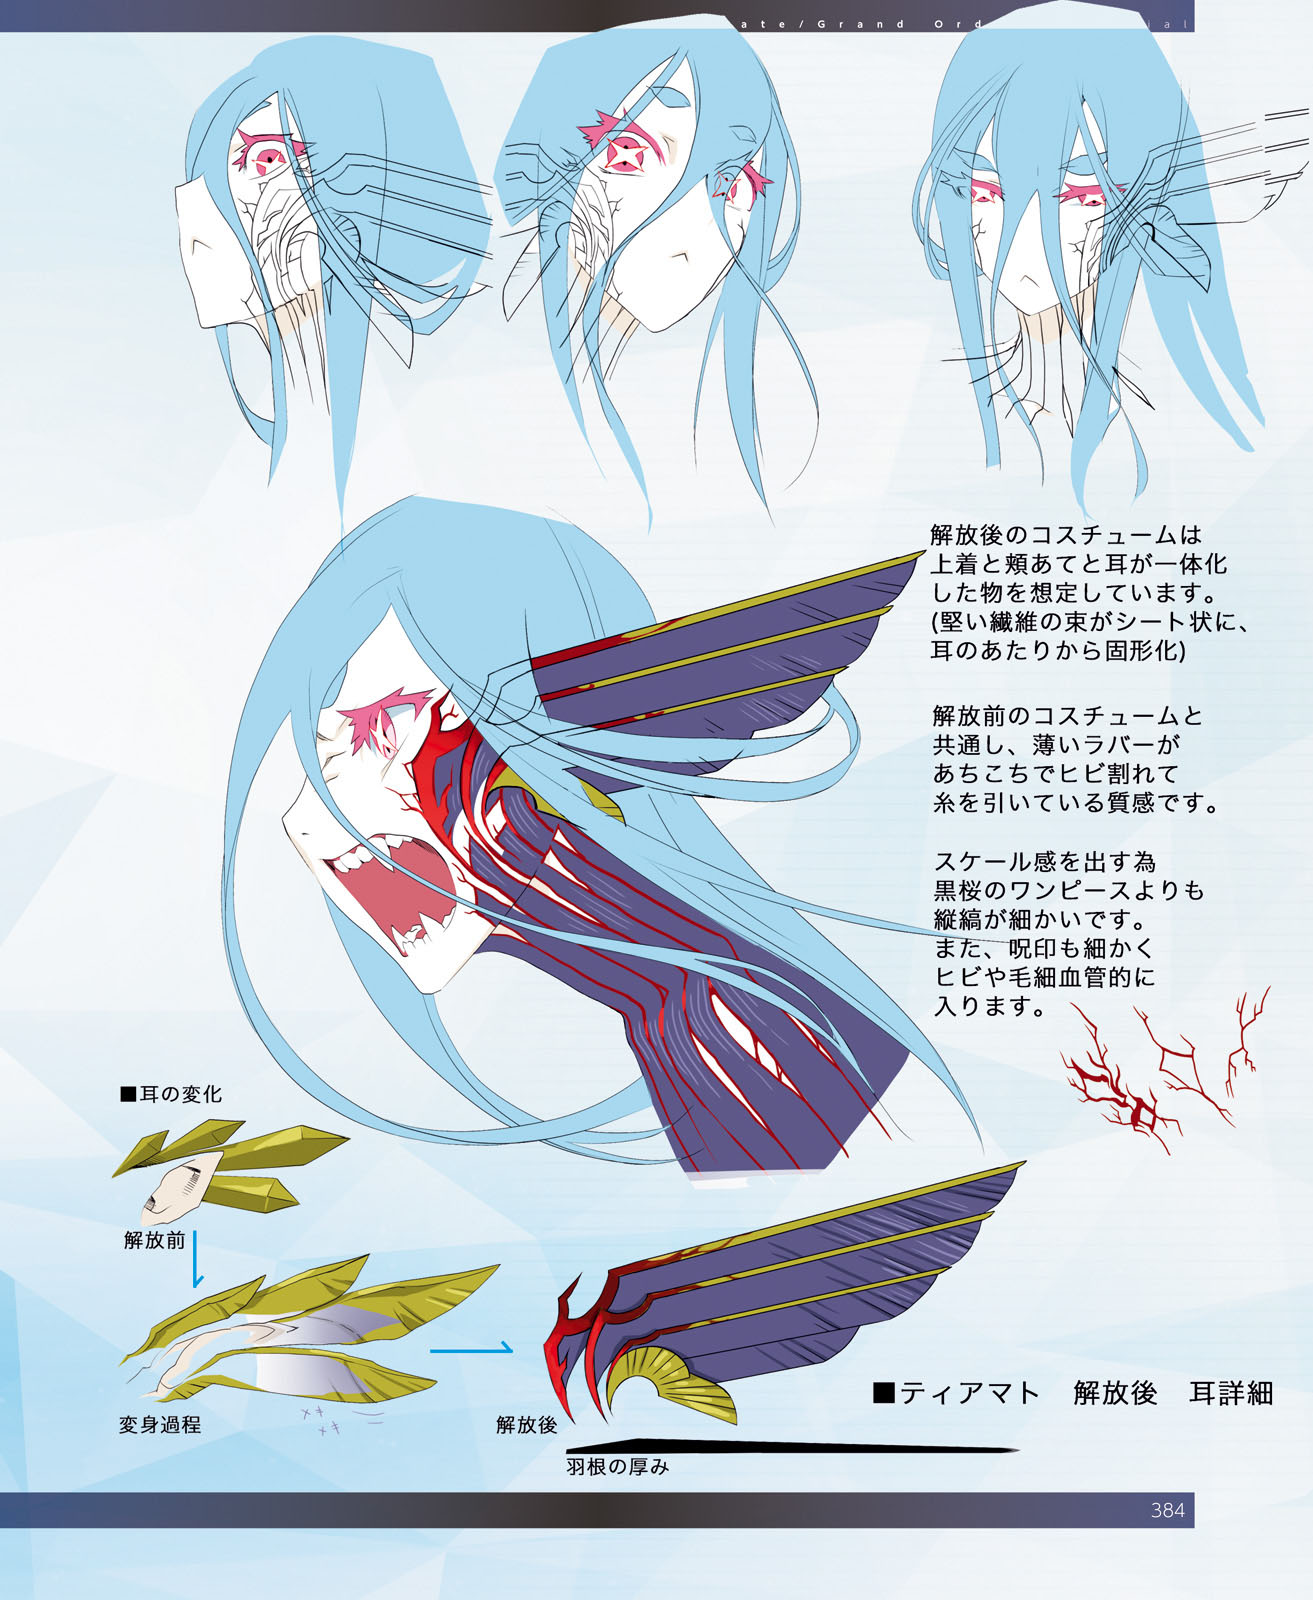 ate/Grand Ord
ial
解放後のコスチュームは
上着と頬あてと耳が一体化
した物を想定しています。
(堅い繊維の束がシート状に、
耳のあたりから固形化)
解放前のコスチュームと
共通し、薄いラバーが
あちこちでヒビ割れて
糸を引いている質感です。
スケール感を出す為
黒桜のワンピースよりも
縦縞が細かいです。
また、呪印も細かく
ヒビや毛細血管的に
入ります。
■耳の変化
解放前
変身過程
メキ
メキ
解放後
羽根の厚み
■ティアマト 解放後 耳詳細
384